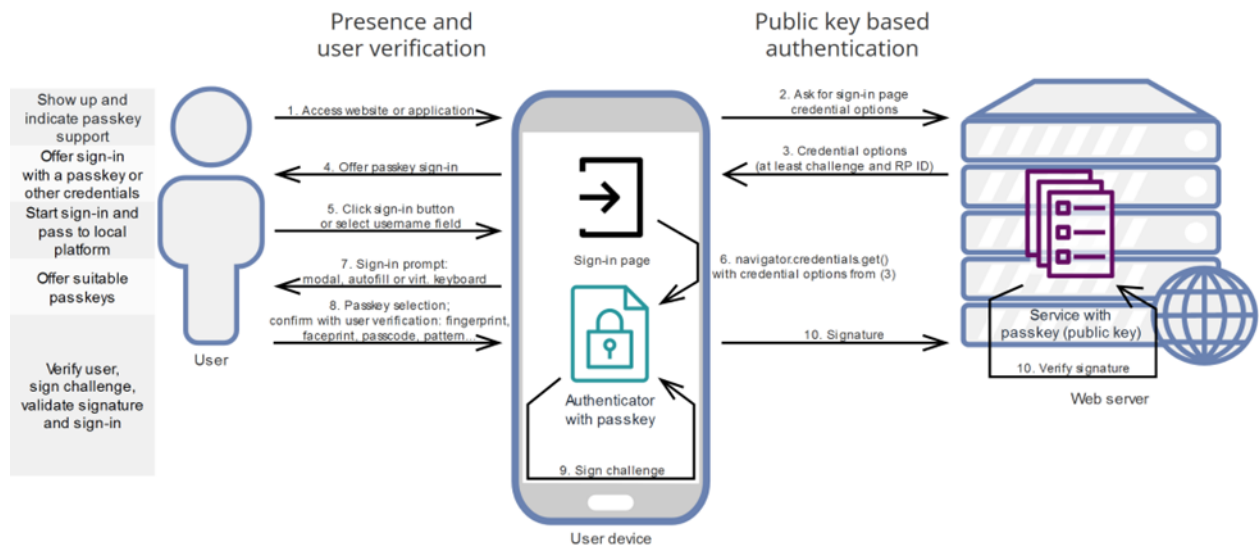 Presence and
user verification
Public key based
authentication
Show up and
indicate passkey
support
Offer sign-in
with a passkey or
other credentials
Start sign-in and
pass to local
platform
Offer suitable
passkeys
Verify user,
sign challenge,
validate signature
and sign-in
User
1. Access website or application
4. Offer passkey sign-in
5. Click sign-in button
or select username field
7. Sign-in prompt:
modal, autofill or virt. keyboard
8. Passkey selection;
confirm with user verification: fingerprint,
faceprint, passcode, pattern...
Sign-in page
Authenticator
with passkey
9. Sign challenge
User device
2. Ask for sign-in page
credential options
3. Credential options
(at least challenge and RP ID)
6. navigator.credentials.get()
with credential options from (3)
10. Signature
Service with
passkey (public key)
10. Verify signature
Web server